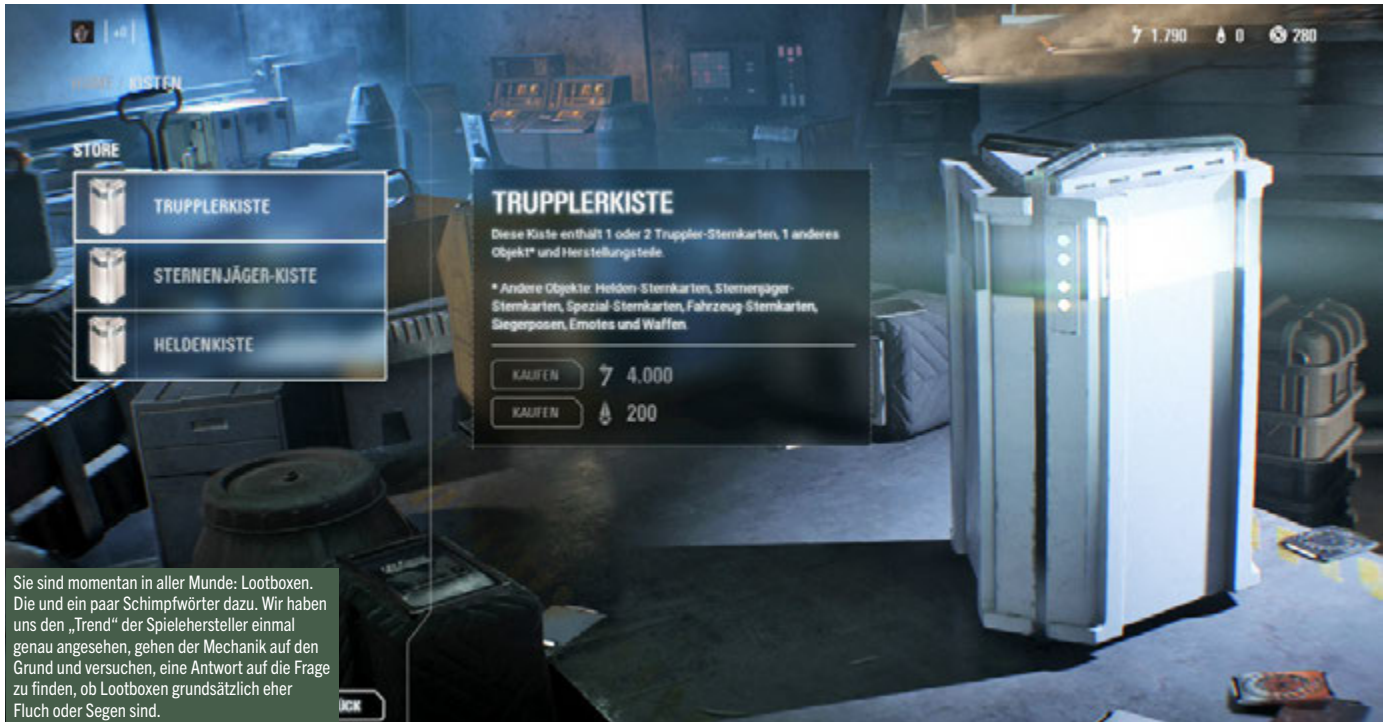 1.790 0 280
KISTEN
STORE
TRUPPLERKISTE
STERNENJÄGER-KISTE
HELDENKISTE
TRUPPLERKISTE
Diese Kiste enthält 1 oder 2 Truppler-Sternkarten, 1 anderes
Objekt* und Herstellungsteile.
* Andere Objekte: Helden-Sternkarten, Sternenjäger-
Sternkarten, Spezial-Sternkarten, Fahrzeug-Sternkarten,
Siegerposen, Emotes und Waffen.
KAUFEN 4.000
KAUFEN 200
Sie sind momentan in aller Munde: Lootboxen.
Die und ein paar Schimpfwörter dazu. Wir haben
uns den „Trend“ der Spielehersteller einmal
genau angesehen, gehen der Mechanik auf den
Grund und versuchen, eine Antwort auf die Frage
zu finden, ob Lootboxen grundsätzlich eher
Fluch oder Segen sind.